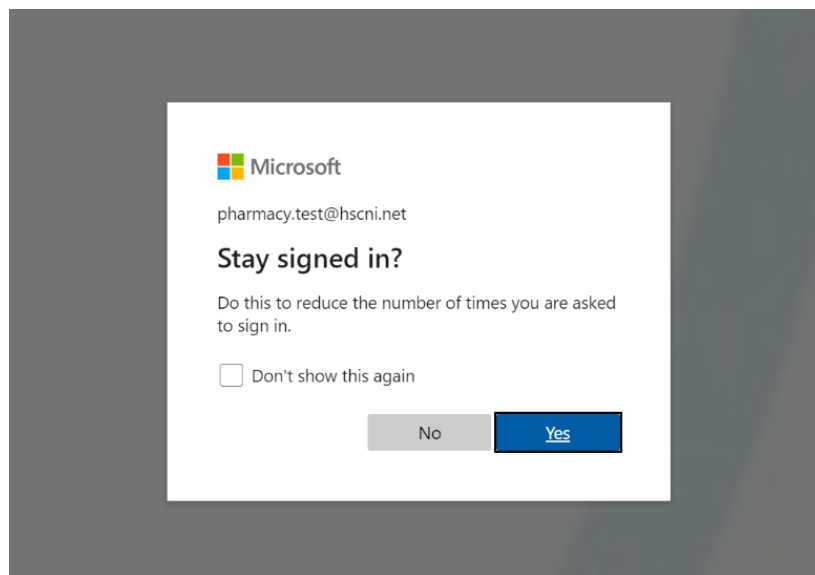 Microsoft
pharmacy.test@hscni.net
Stay signed in?
Do this to reduce the number of times you are asked
to sign in.
Don't show this again
No
Yes